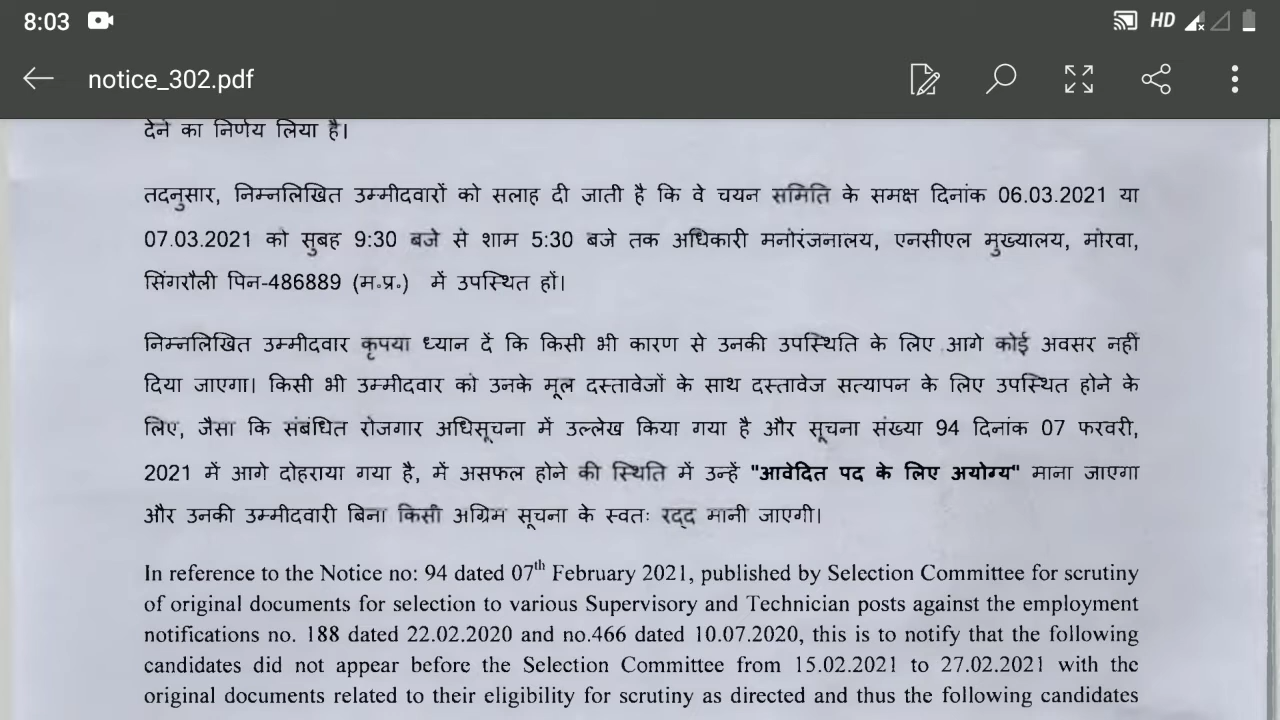 8:03
HD
notice_302.pdf
देने का निर्णय लिया है।
तदनुसार, निम्नलिखित उम्मीदवारों को सलाह दी जाती है कि वे चयन समिति के समक्ष दिनांक 06.03.2021 या
07.03.2021 को सुबह 9:30 बजे से शाम 5:30 बजे तक अधिकारी मनोरंजनालय, एनसीएल मुख्यालय, मोरवा,
सिंगरौली पिन-486889 (म.प्र.) में उपस्थित हों।
निम्नलिखित उम्मीदवार कृपया ध्यान दें कि किसी भी कारण से उनकी उपस्थिति के लिए आगे कोई अवसर नहीं
दिया जाएगा। किसी भी उम्मीदवार को उनके मूल दस्तावेजों के साथ दस्तावेज सत्यापन के लिए उपस्थित होने के
लिए, जैसा कि संबंधित रोजगार अधिसूचना में उल्लेख किया गया है और सूचना संख्या 94 दिनांक 07 फरवरी,
2021 में आगे दोहराया गया है, में असफल होने की स्थिति में उन्हें "आवेदित पद के लिए अयोग्य" माना जाएगा
और उनकी उम्मीदवारी बिना किसी अग्रिम सूचना के स्वतः रद्द मानी जाएगी।
In reference to the Notice no: 94 dated 07th February 2021, published by Selection Committee for scrutiny
of original documents for selection to various Supervisory and Technician posts against the employment
notifications no. 188 dated 22.02.2020 and no.466 dated 10.07.2020, this is to notify that the following
candidates did not appear before the Selection Committee from 15.02.2021 to 27.02.2021 with the
original documents related to their eligibility for scrutiny as directed and thus the following candidates